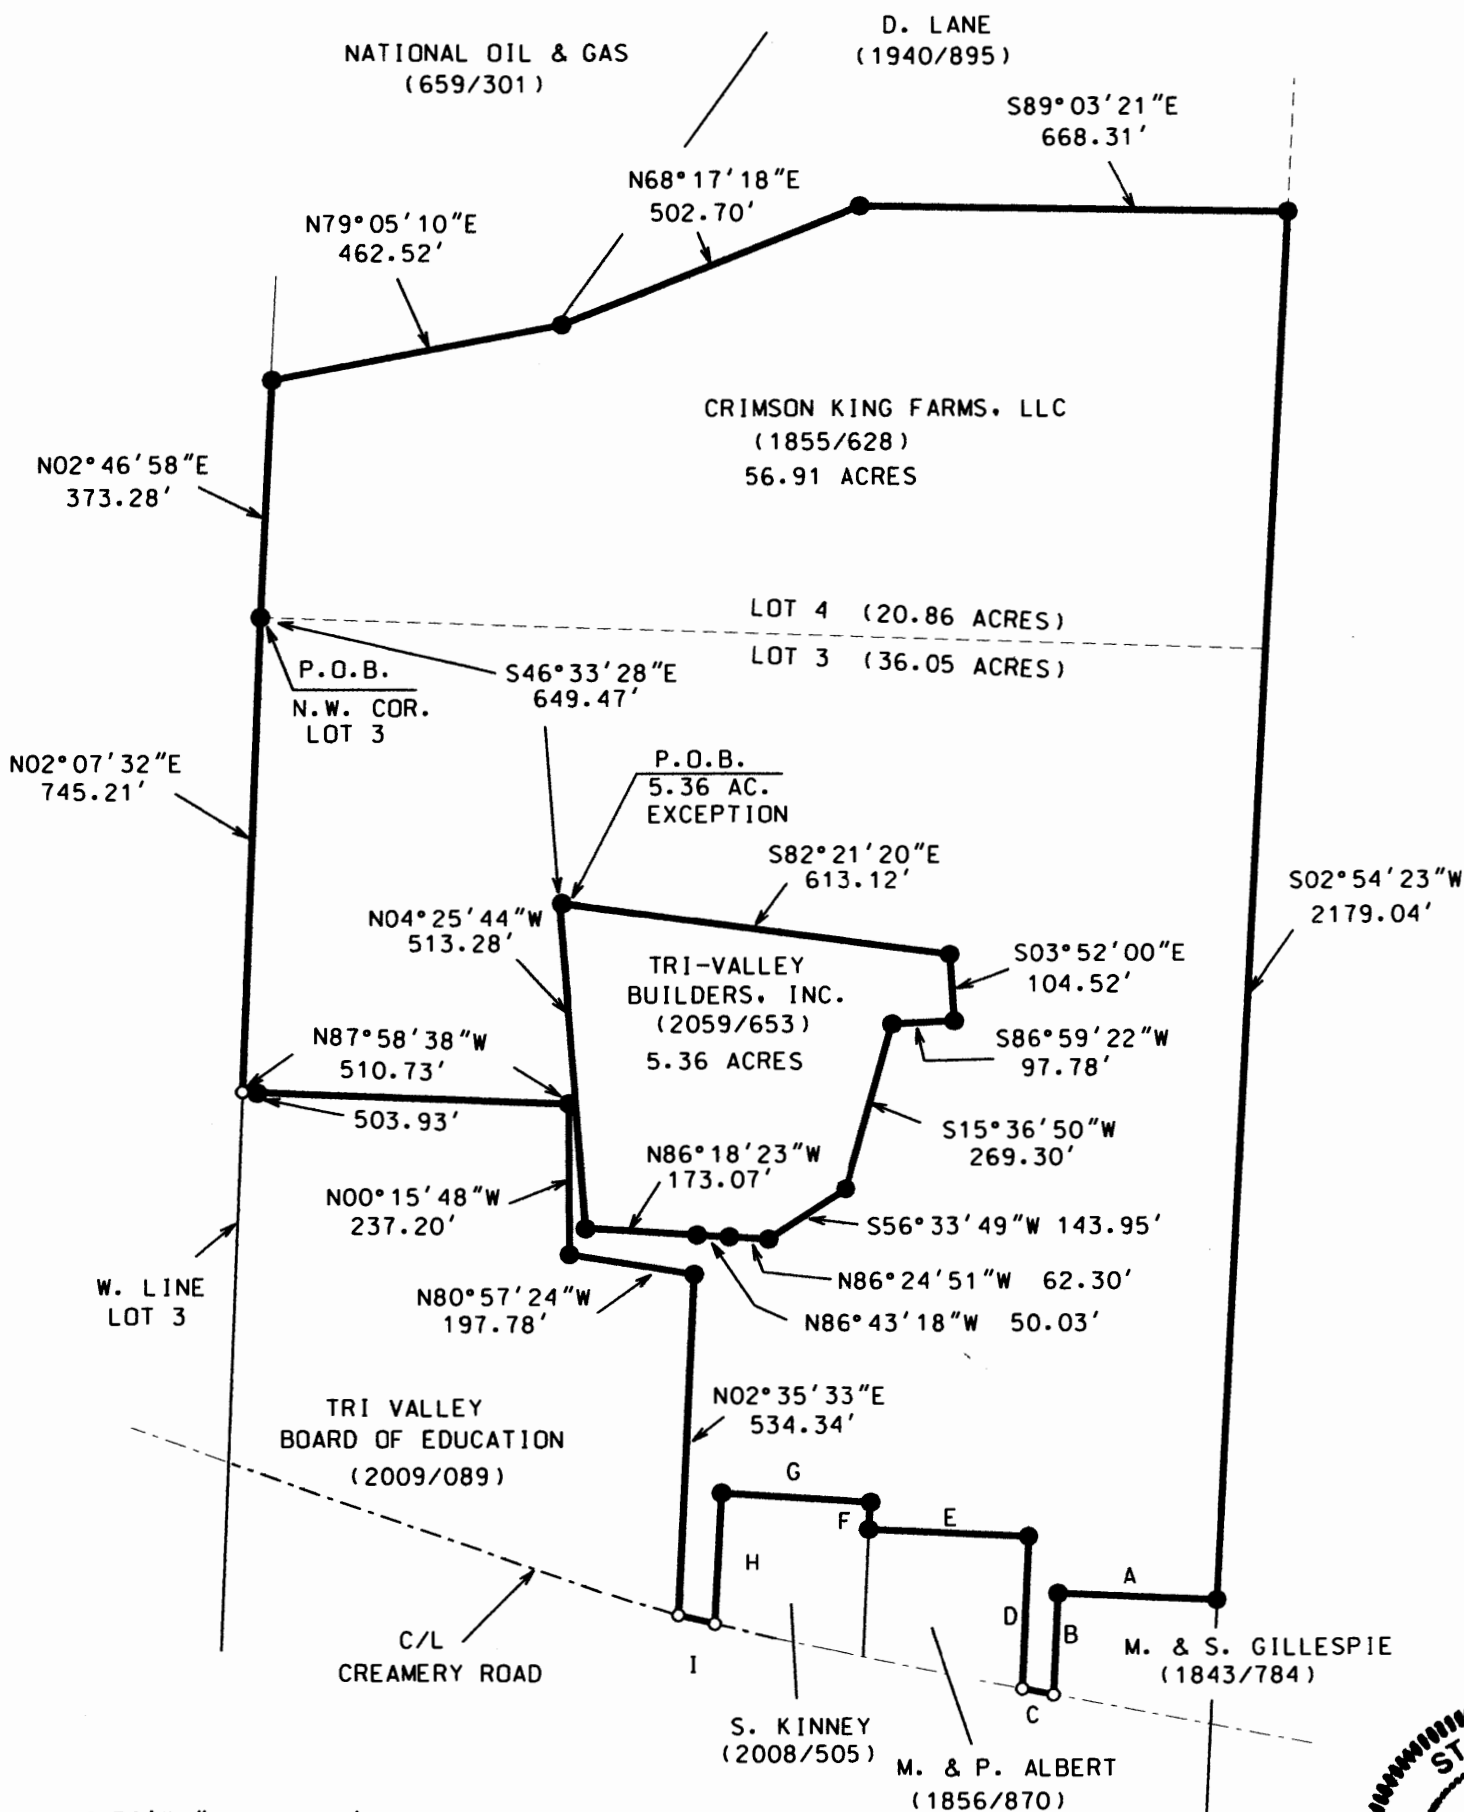 NATIONAL OIL & GAS
(659/301)
D. LANE
(1940/895)
S89°03'21"E
668.31'
N68°17'18"E
502.70'
N79°05'10"E
462.52'
CRIMSON KING FARMS, LLC
(1855/628)
56.91 ACRES
N02°46'58"E
373.28'
LOT 4 (20.86 ACRES)
LOT 3 (36.05 ACRES)
P.O.B.
N.W. COR.
LOT 3
S46°33'28"E
649.47'
N02°07'32"E
745.21'
P.O.B.
5.36 AC.
EXCEPTION
S82°21'20"E
613.12'
S02°54'23"W
2179.04'
N04°25'44"W
513.28'
TRI-VALLEY
BUILDERS, INC.
(2059/653)
5.36 ACRES
S03°52'00"E
104.52'
N87°58'38"W
510.73'
503.93'
S86°59'22"W
97.78'
S15°36'50"W
269.30'
N86°18'23"W
173.07'
N00°15'48"W
237.20'
S56°33'49"W 143.95'
N86°24'51"W 62.30'
N86°43'18"W 50.03'
W. LINE
LOT 3
N80°57'24"W
197.78'
N02°35'33"E
534.34'
TRI VALLEY
BOARD OF EDUCATION
(2009/089)
G
F
E
H
A
D
B
C/L
CREAMERY ROAD
I
C
M. & S. GILLESPIE
(1843/784)
S. KINNEY
(2008/505)
M. & P. ALBERT
(1856/870)
ST